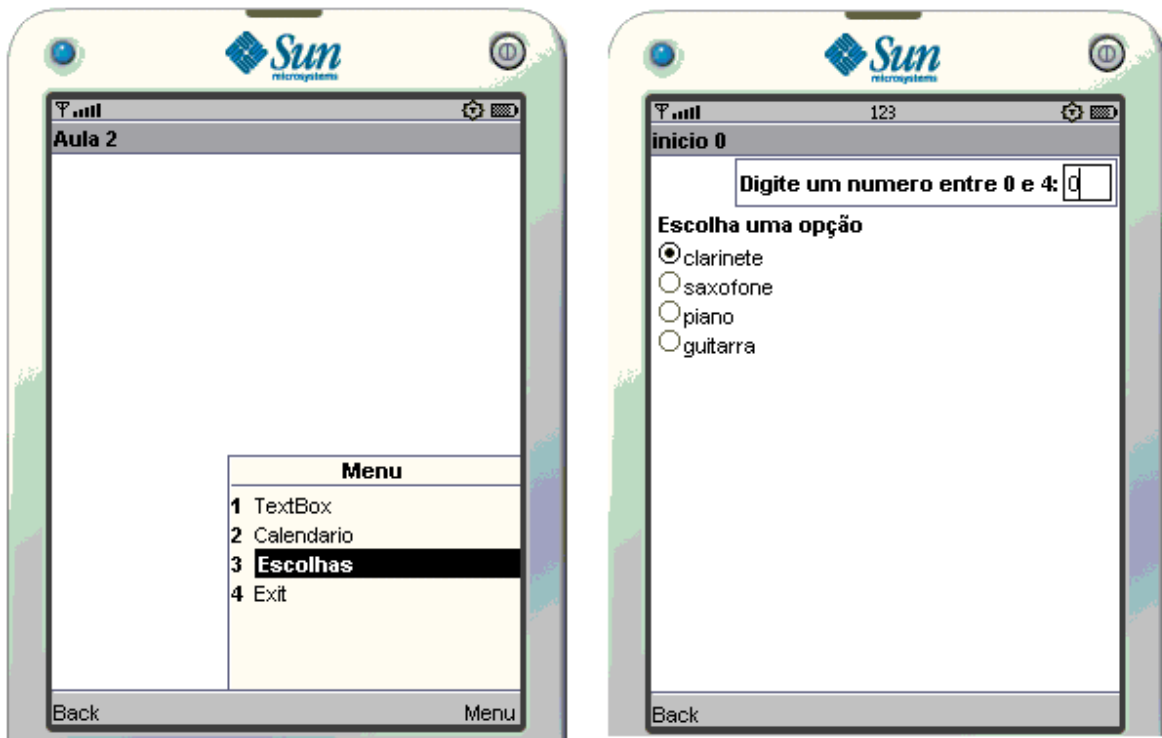 Sun
microsystems
Aula 2
Menu
1 TextBox
2 Calendario
3 Escolhas
4 Exit
Back
Menu
Sun
microsystems
123
inicio 0
Digite um numero entre 0 e 4: 0
Escolha uma opção
clarinete
saxofone
piano
guitarra
Back